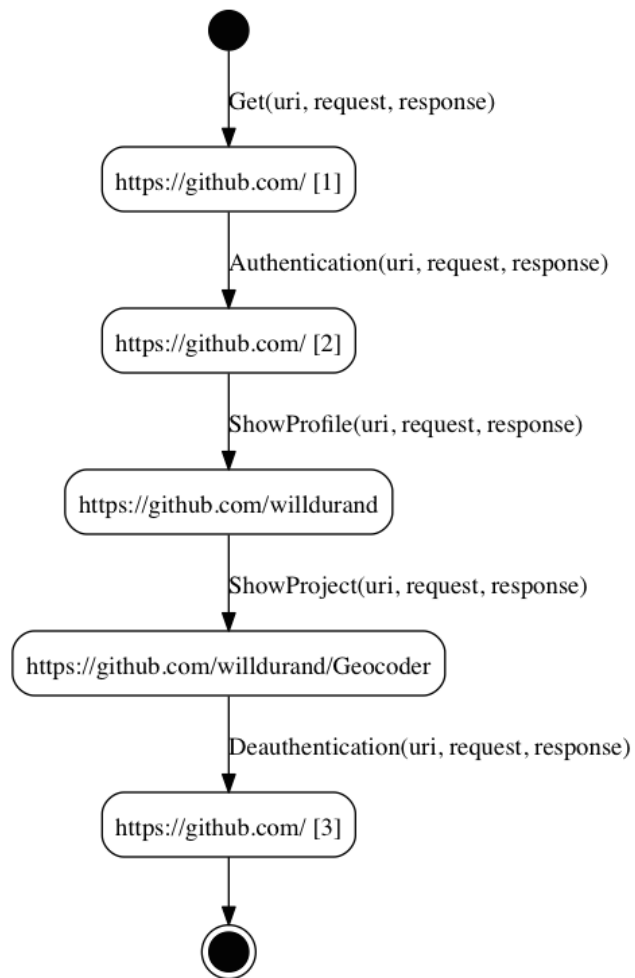 Get(uri, request, response)
https://github.com/ [1]
Authentication(uri, request, response)
https://github.com/ [2]
ShowProfile(uri, request, response)
https://github.com/willdurand
ShowProject(uri, request, response)
https://github.com/willdurand/Geocoder
Deauthentication(uri, request, response)
https://github.com/ [3]